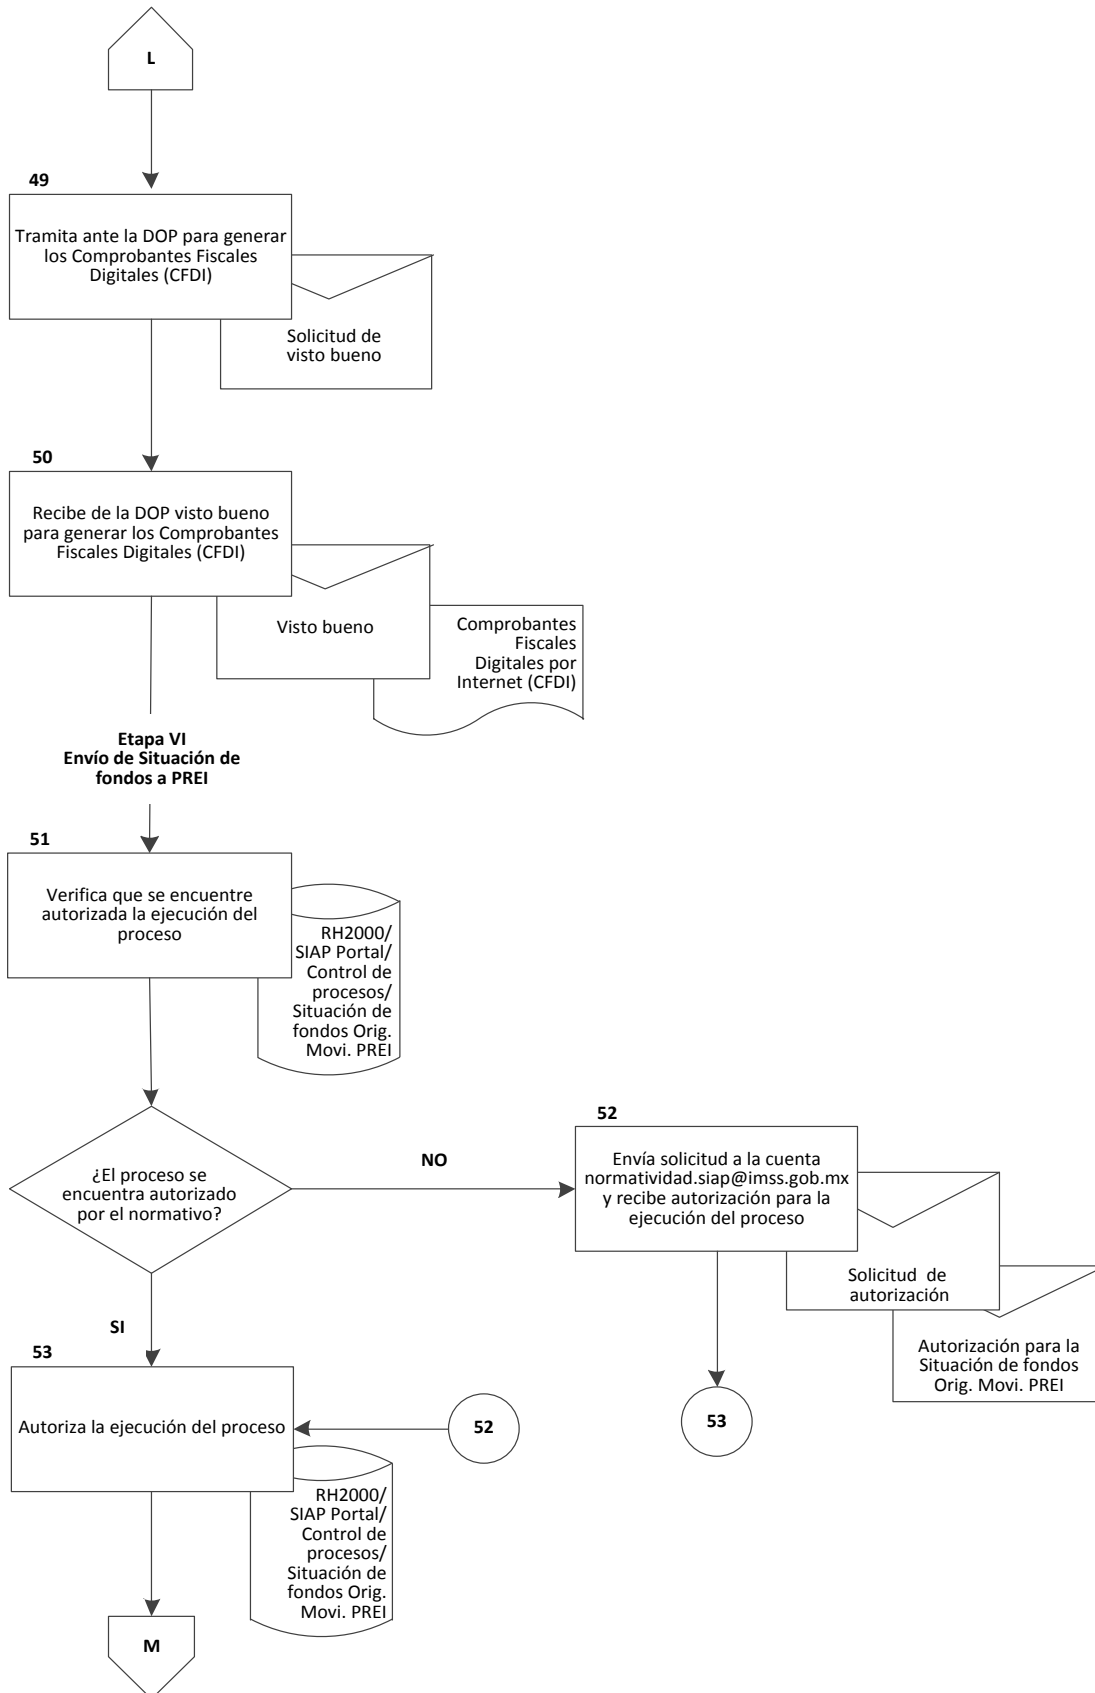 L
49
Tramita ante la DOP para generar
los Comprobantes Fiscales
Digitales (CFDI)
Solicitud de
visto bueno
50
Recibe de la DOP visto bueno
para generar los Comprobantes
Fiscales Digitales (CFDI)
Visto bueno
Comprobantes
Fiscales
Digitales por
Internet (CFDI)
Etapa VI
Envío de Situación de
fondos a PREI
51
Verifica que se encuentre
autorizada la ejecución del
proceso
RH2000/
SIAP Portal/
Control de
procesos/
Situación de
fondos Orig.
Movi. PREI
¿El proceso se
encuentra autorizado
por el normativo?
NO
52
Envía solicitud a la cuenta
normatividad.siap@imss.gob.mx
y recibe autorización para la
ejecución del proceso
Solicitud de
autorización
Autorización para la
Situación de fondos
Orig. Movi. PREI
53
SI
53
Autoriza la ejecución del proceso
52
RH2000/
SIAP Portal/
Control de
procesos/
Situación de
fondos Orig.
Movi. PREI
M